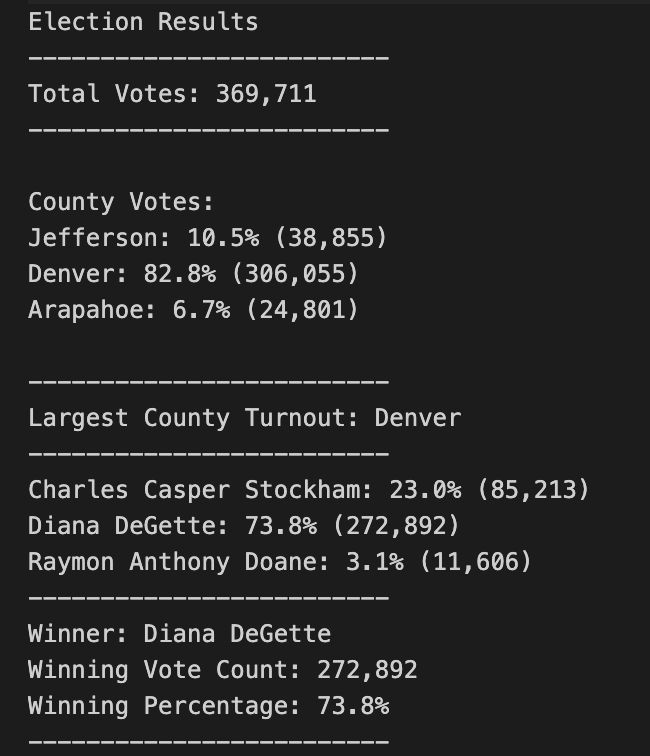 Election Results
-------------------------
Total Votes: 369,711
-------------------------
County Votes:
Jefferson: 10.5% (38,855)
Denver: 82.8% (306,055)
Arapahoe: 6.7% (24,801)
-------------------------
Largest County Turnout: Denver
-------------------------
Charles Casper Stockham: 23.0% (85,213)
Diana DeGette: 73.8% (272,892)
Raymon Anthony Doane: 3.1% (11,606)
-------------------------
Winner: Diana DeGette
Winning Vote Count: 272,892
Winning Percentage: 73.8%
-------------------------